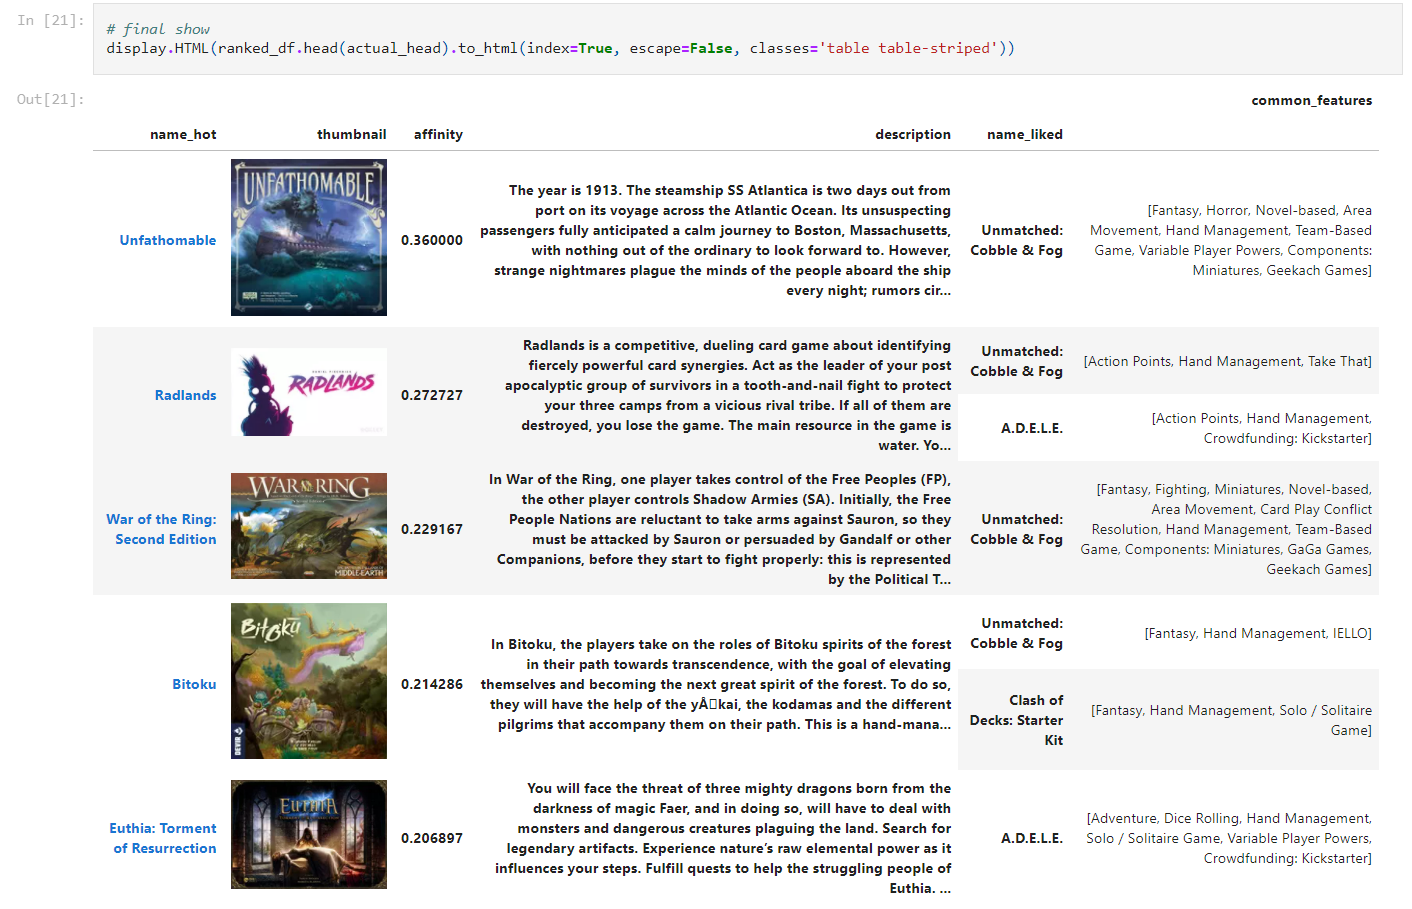 In [21]:
# final show
display.HTML(ranked_df.head(actual_head).to_html(index=True, escape=False, classes='table table-striped'))
Out[21]:
common_features
name_hot thumbnail affinity description name_liked
Unfathomable
UNFATHOMABLE
0.360000
The year is 1913. The steamship SS Atlantica is two days out from
port on its voyage across the Atlantic Ocean. Its unsuspecting
passengers fully anticipated a calm journey to Boston, Massachusetts,
with nothing out of the ordinary to look forward to. However,
strange nightmares plague the minds of the people aboard the ship
every night; rumors cir...
Unmatched:
Cobble & Fog
[Fantasy, Horror, Novel-based, Area
Movement, Hand Management, Team-Based
Game, Variable Player Powers, Components:
Miniatures, Geekach Games]
Radlands
RADLANDS
0.272727
Radlands is a competitive, dueling card game about identifying
fiercely powerful card synergies. Act as the leader of your post
apocalyptic group of survivors in a tooth-and-nail fight to protect
your three camps from a vicious rival tribe. If all of them are
destroyed, you lose the game. The main resource in the game is
water. Yo...
Unmatched:
Cobble & Fog
[Action Points, Hand Management, Take That]
A.D.E.L.E.
[Action Points, Hand Management,
Crowdfunding: Kickstarter]
War of the Ring:
Second Edition
WAR OF THE RING
MIDDLE-EARTH
0.229167
In War of the Ring, one player takes control of the Free Peoples (FP),
the other player controls Shadow Armies (SA). Initially, the Free
People Nations are reluctant to take arms against Sauron, so they
must be attacked by Sauron or persuaded by Gandalf or other
Companions, before they start to fight properly: this is represented
by the Political T...
Unmatched:
Cobble & Fog
[Fantasy, Fighting, Miniatures, Novel-based,
Area Movement, Card Play Conflict
Resolution, Hand Management, Team-Based
Game, Components: Miniatures, GaGa Games,
Geekach Games]
Bitoku
Bitoku
DEVIR
0.214286
In Bitoku, the players take on the roles of Bitoku spirits of the forest
in their path towards transcendence, with the goal of elevating
themselves and becoming the next great spirit of the forest. To do so,
they will have the help of the yÅkai, the kodamas and the different
pilgrims that accompany them on their path. This is a hand-mana...
Unmatched:
Cobble & Fog
[Fantasy, Hand Management, IELLO]
Clash of
Decks: Starter
Kit
[Fantasy, Hand Management, Solo / Solitaire
Game]
Euthia: Torment
of Resurrection
EUTHIA
0.206897
You will face the threat of three mighty dragons born from the
darkness of magic Faer, and in doing so, will have to deal with
monsters and dangerous creatures plaguing the land. Search for
legendary artifacts. Experience nature's raw elemental power as it
influences your steps. Fulfill quests to help the struggling people of
Euthia. ...
A.D.E.L.E.
[Adventure, Dice Rolling, Hand Management,
Solo / Solitaire Game, Variable Player Powers,
Crowdfunding: Kickstarter]